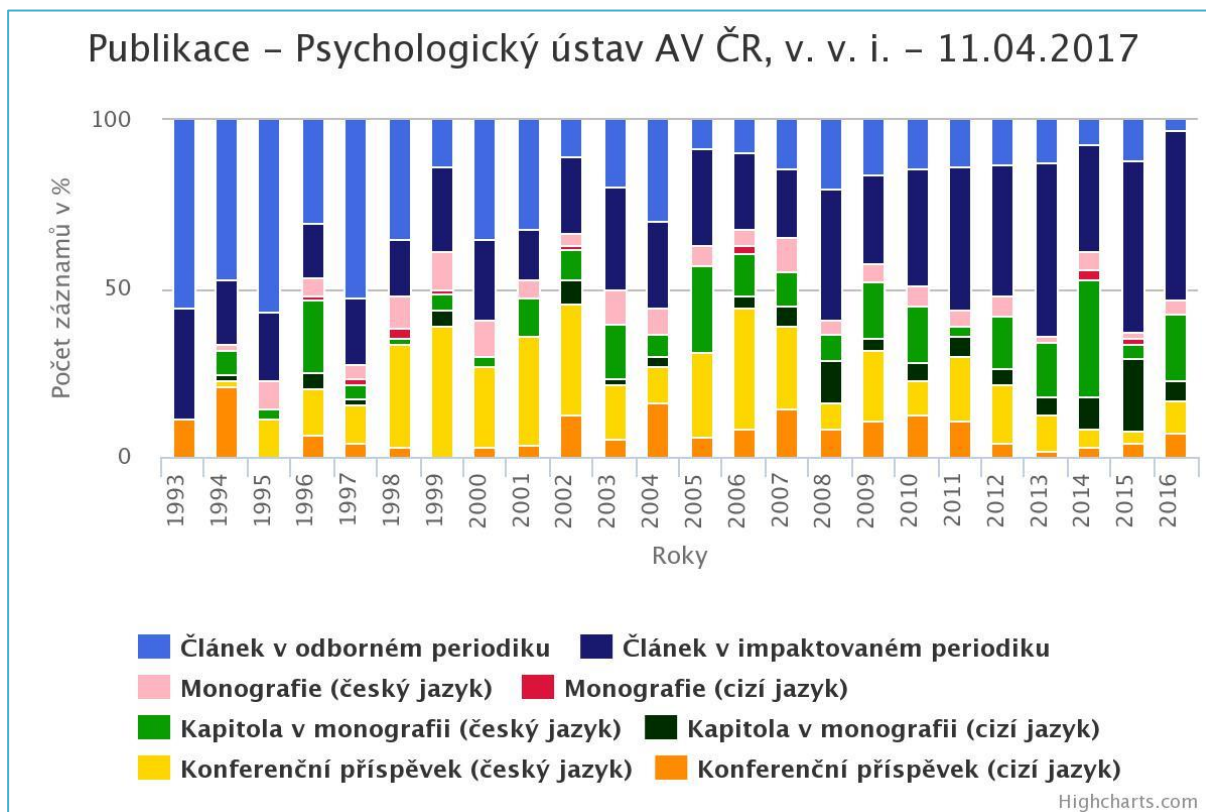 Publikace – Psychologický ústav AV ČR, v. v. i. – 11.04.2017
Počet záznamů v %
100
50
0
1993 1994 1995 1996 1997 1998 1999 2000 2001 2002 2003 2004 2005 2006 2007 2008 2009 2010 2011 2012 2013 2014 2015 2016
Roky
Článek v odborném periodiku Článek v impaktovaném periodiku
Monografie (český jazyk) Monografie (cizí jazyk)
Kapitola v monografii (český jazyk) Kapitola v monografii (cizí jazyk)
Konferenční příspěvek (český jazyk) Konferenční příspěvek (cizí jazyk)
Highcharts.com